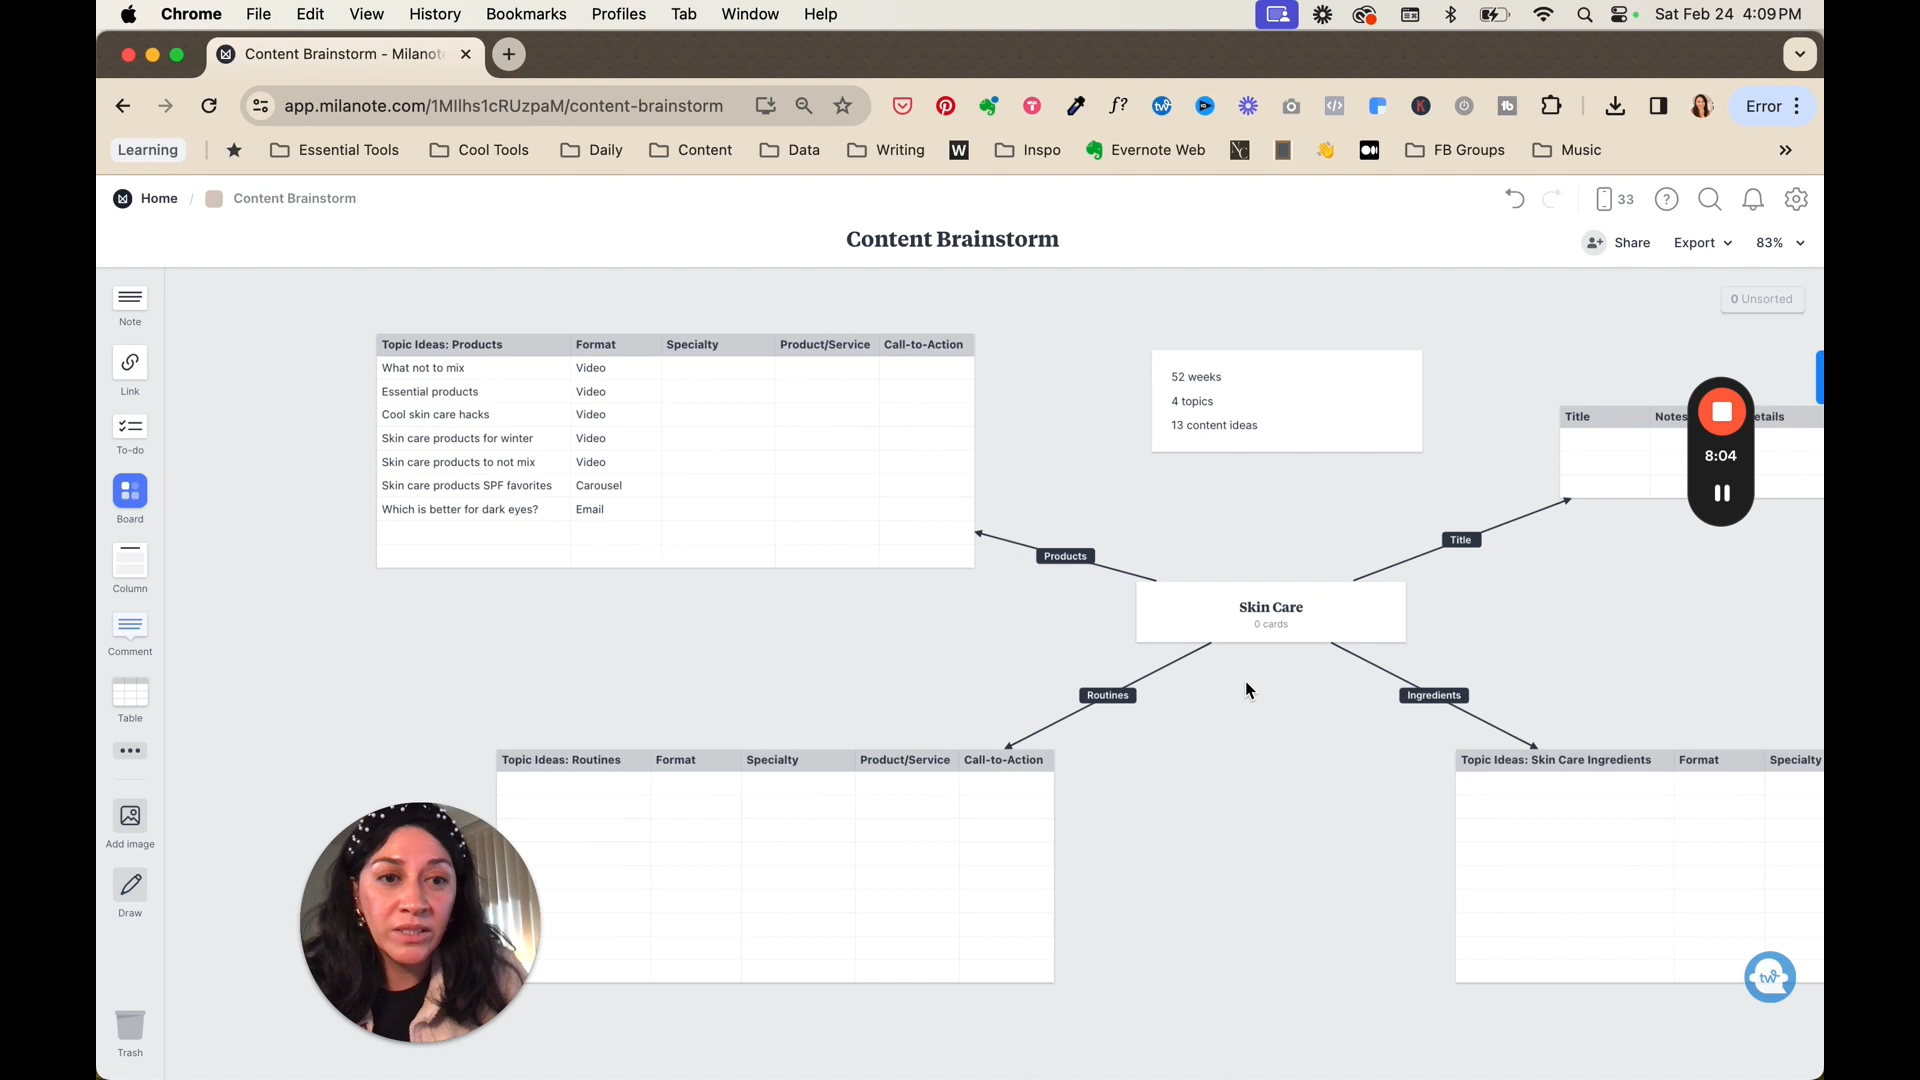 Chrome File Edit View History Bookmarks Profiles Tab Window Help Sat Feb 24 4:09 PM
Content Brainstorm - Milanot
app.milanote.com/1MIlhs1cRUzpaM/content-brainstorm f? tw K tb Error
Learning Essential Tools Cool Tools Daily Content Data Writing W Inspo Evernote Web NC FB Groups Music
Home / Content Brainstorm 33
Content Brainstorm
Share Export 83%
0 Unsorted
Note
Link
To-do
Board
Column
Comment
Table
Add image
Draw
Trash
Topic Ideas: Products Format Specialty Product/Service Call-to-Action
What not to mix Video
Essential products Video
Cool skin care hacks Video
Skin care products for winter Video
Skin care products to not mix Video
Skin care products SPF favorites Carousel
Which is better for dark eyes? Email
52 weeks
4 topics
13 content ideas
Title Notes etails
8:04
Products
Title
Skin Care
0 cards
Routines
Ingredients
Topic Ideas: Routines Format Specialty Product/Service Call-to-Action
Topic Ideas: Skin Care Ingredients Format Specialty
tw